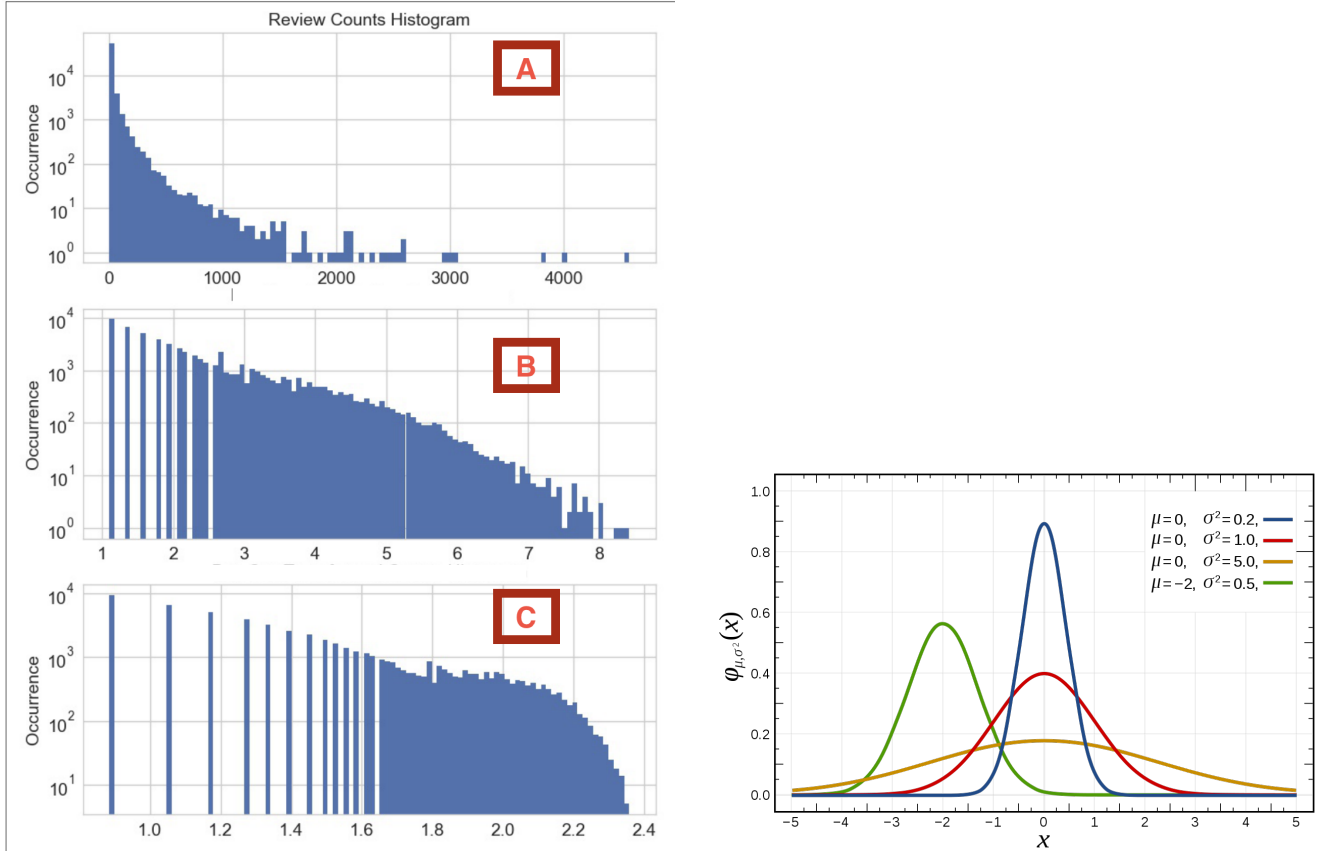 Review Counts Histogram
A
Occurrence
10^4
10^3
10^2
10^1
10^0
0 1000 2000 3000 4000
B
Occurrence
10^4
10^3
10^2
10^1
10^0
1 2 3 4 5 6 7 8
C
Occurrence
10^4
10^3
10^2
10^1
1.0 1.2 1.4 1.6 1.8 2.0 2.2 2.4
μ=0, σ²=0.2,
μ=0, σ²=1.0,
μ=0, σ²=5.0,
μ=−2, σ²=0.5,
φμ,σ²(x)
1.0
0.8
0.6
0.4
0.2
0.0
−5 −4 −3 −2 −1 0 1 2 3 4 5
x